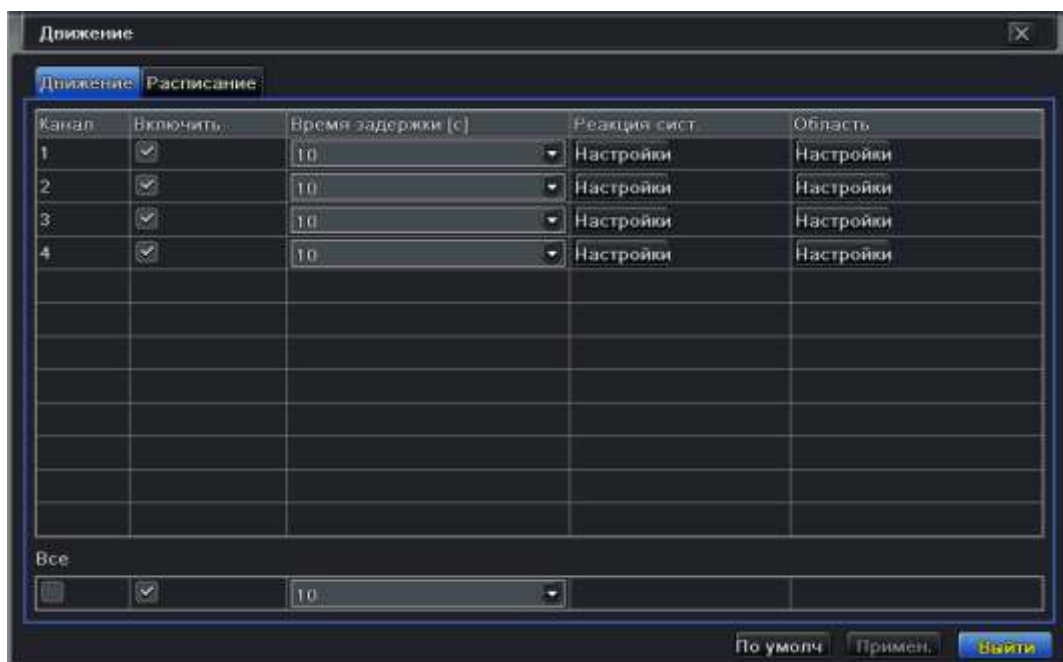 Движение
Движение Расписание
Канал Включить Время задержки [с] Реакция сист. Область
1 10 Настройки Настройки
2 10 Настройки Настройки
3 10 Настройки Настройки
4 10 Настройки Настройки
Все
10
По умолч Примен. Выйти